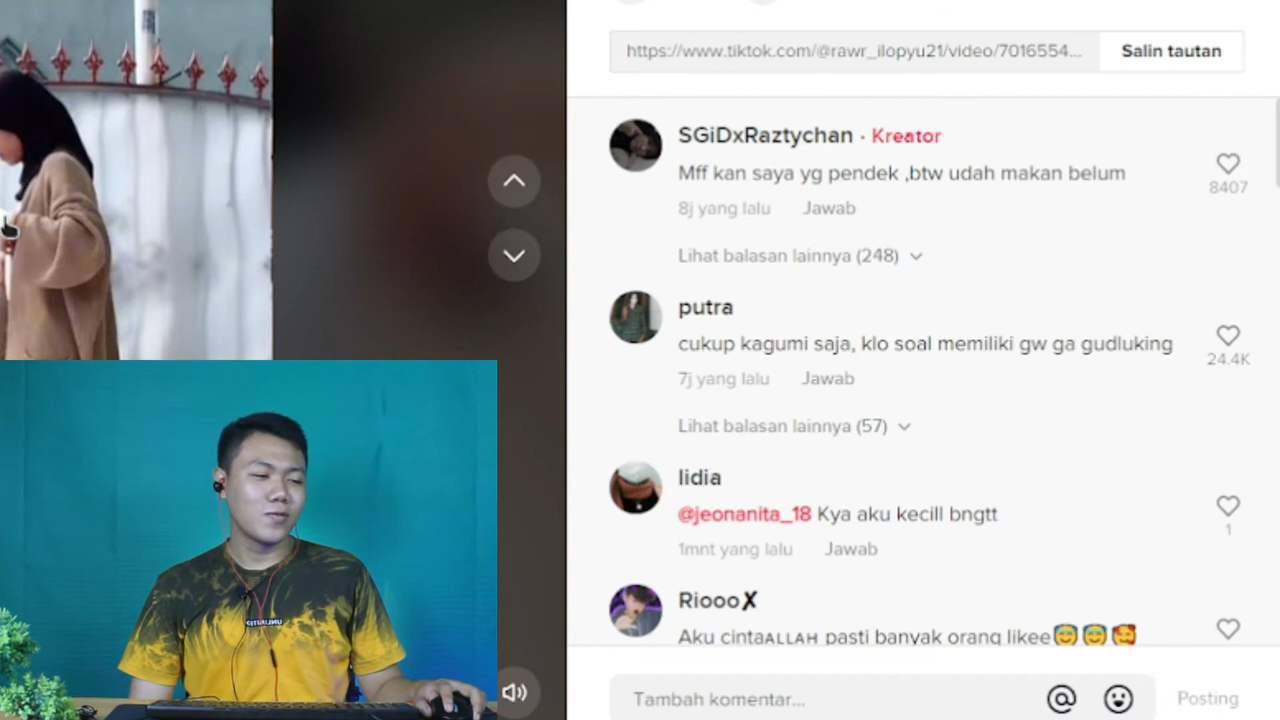 https://www.tiktok.com/@rawr_ilopyu21/video/7016554...
Salin tautan
SGiDxRaztychan · Kreator
Mff kan saya yg pendek ,btw udah makan belum
8407
8j yang lalu Jawab
Lihat balasan lainnya (248)
putra
cukup kagumi saja, klo soal memiliki gw ga gudluking
24.4K
7j yang lalu Jawab
Lihat balasan lainnya (57)
lidia
@jeonanita_18 Kya aku kecill bngtt
1
1mnt yang lalu Jawab
Riooo✗
Aku cintaᴀʟʟᴀʜ pasti banyak orang likee😇😇🥰
Tambah komentar...
Posting